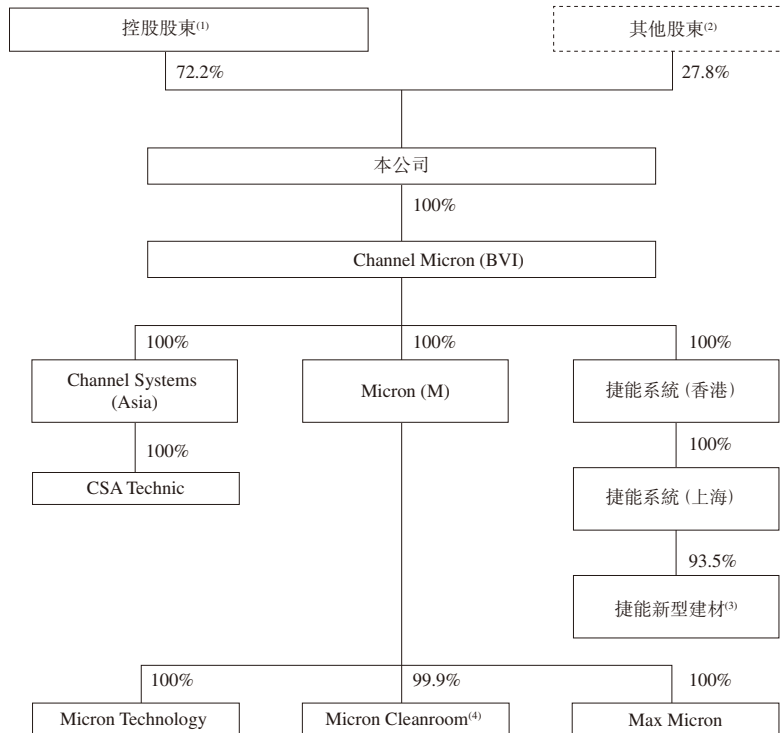 控股股東(1)
其他股東(2)
72.2%
27.8%
本公司
100%
Channel Micron (BVI)
100%
100%
100%
Channel Systems
(Asia)
Micron (M)
捷能系統 (香港)
100%
100%
CSA Technic
捷能系統 (上海)
93.5%
捷能新型建材(3)
100%
99.9%
100%
Micron Technology
Micron Cleanroom(4)
Max Micron